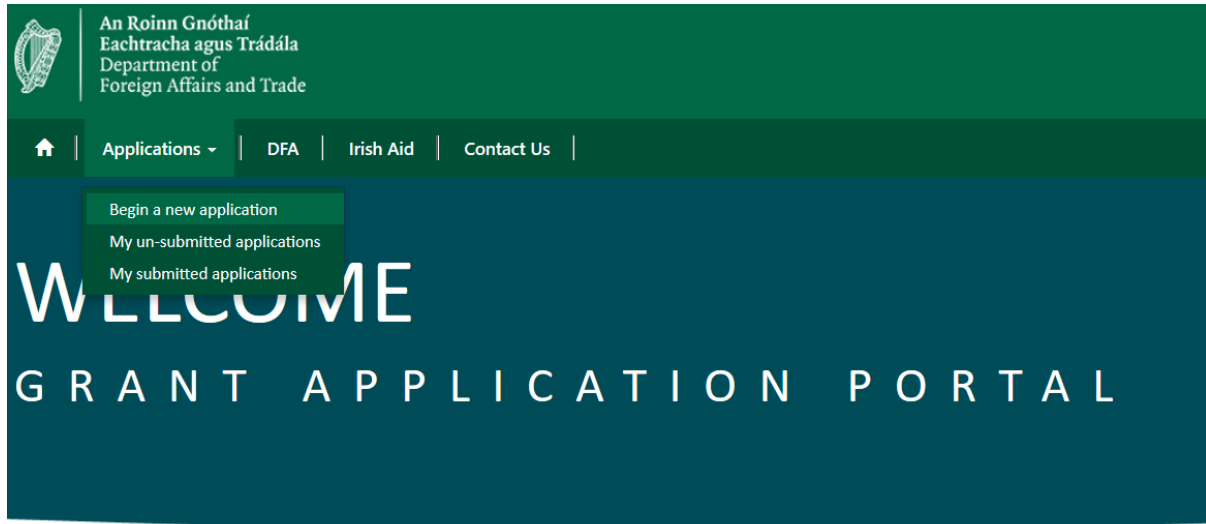 An Roinn Gnóthaí
Eachtracha agus Trádála
Department of
Foreign Affairs and Trade
Applications DFA Irish Aid Contact Us
Begin a new application
My un-submitted applications
My submitted applications
WELCOME
GRANT APPLICATION PORTAL